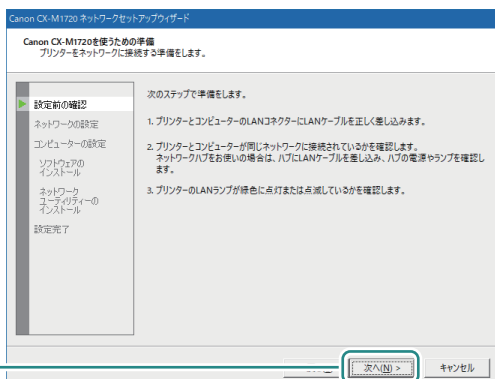 Canon CX-M1720 ネットワークセットアップウィザード
Canon CX-M1720を使うための準備
プリンターをネットワークに接続する準備をします。
設定前の確認
ネットワークの設定
コンピューターの設定
ソフトウェアの
インストール
ネットワーク
ユーティリティーの
インストール
設定完了
次のステップで準備をします。
1. プリンターとコンピューターのLANコネクターにLANケーブルを正しく差し込みます。
2. プリンターとコンピューターが同じネットワークに接続されているかを確認します。
ネットワークハブをお使いの場合は、ハブにLANケーブルを差し込み、ハブの電源やランプを確認し
ます。
3. プリンターのLANランプが緑色に点灯または点滅しているかを確認します。
次へ(N) >
キャンセル